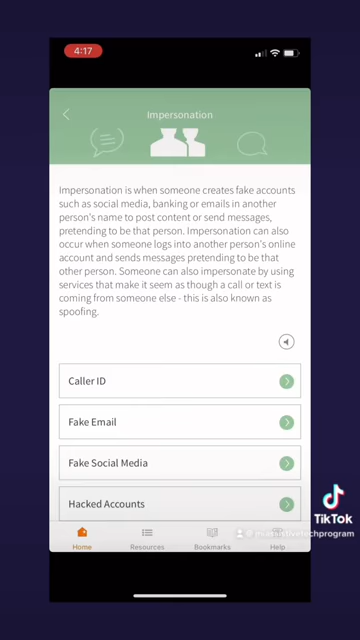 4:17
Impersonation
Impersonation is when someone creates fake accounts
such as social media, banking or emails in another
person's name to post content or send messages,
pretending to be that person. Impersonation can also
occur when someone logs into another person's online
account and sends messages pretending to be that
other person. Someone can also impersonate by using
services that make it seem as though a call or text is
coming from someone else - this is also known as
spoofing.
Caller ID
Fake Email
Fake Social Media
Hacked Accounts
TikTok
Home
Resources
Bookmarks
Help